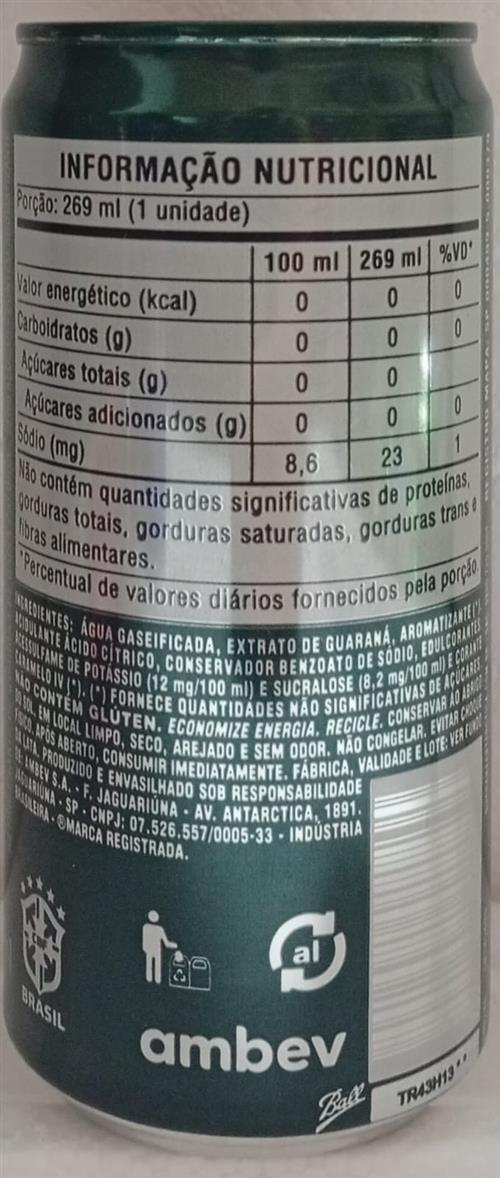 INFORMAÇÃO NUTRICIONAL
Porção: 269 ml (1 unidade)
100 ml 269 ml %VD*
Valor energético (kcal) 0 0 0
Carboidratos (g) 0 0 0
Açúcares totais (g) 0 0
Açúcares adicionados (g) 0 0 0
Sódio (mg) 8,6 23 1
Não contém quantidades significativas de proteínas,
gorduras totais, gorduras saturadas, gorduras trans e
fibras alimentares.
*Percentual de valores diários fornecidos pela porção.
INGREDIENTES: ÁGUA GASEIFICADA, EXTRATO DE GUARANÁ, AROMATIZANTE (*),
ACIDULANTE ÁCIDO CÍTRICO, CONSERVADOR BENZOATO DE SÓDIO, EDULCORANTES
ACESSULFAME DE POTÁSSIO (12 mg/100 ml) E SUCRALOSE (8,2 mg/100 ml) E CORANTE
CARAMELO IV (*). (*) FORNECE QUANTIDADES NÃO SIGNIFICATIVAS DE AÇÚCARES.
NÃO CONTÉM GLÚTEN. ECONOMIZE ENERGIA. RECICLE. CONSERVAR AO ABRIGO
DO SOL, EM LOCAL LIMPO, SECO, AREJADO E SEM ODOR. NÃO CONGELAR. EVITAR CHOQUE
FÍSICO. APÓS ABERTO, CONSUMIR IMEDIATAMENTE. FÁBRICA, VALIDADE E LOTE: VER FUNDO
DA LATA. PRODUZIDO E ENVASILHADO SOB RESPONSABILIDADE
DE: AMBEV S.A. - F. JAGUARIÚNA - AV. ANTARCTICA, 1891.
JAGUARIÚNA - SP - CNPJ: 07.526.557/0005-33 - INDÚSTRIA
BRASILEIRA - ©MARCA REGISTRADA.
CBF
BRASIL
al
ambev
Ball
TR43H13**